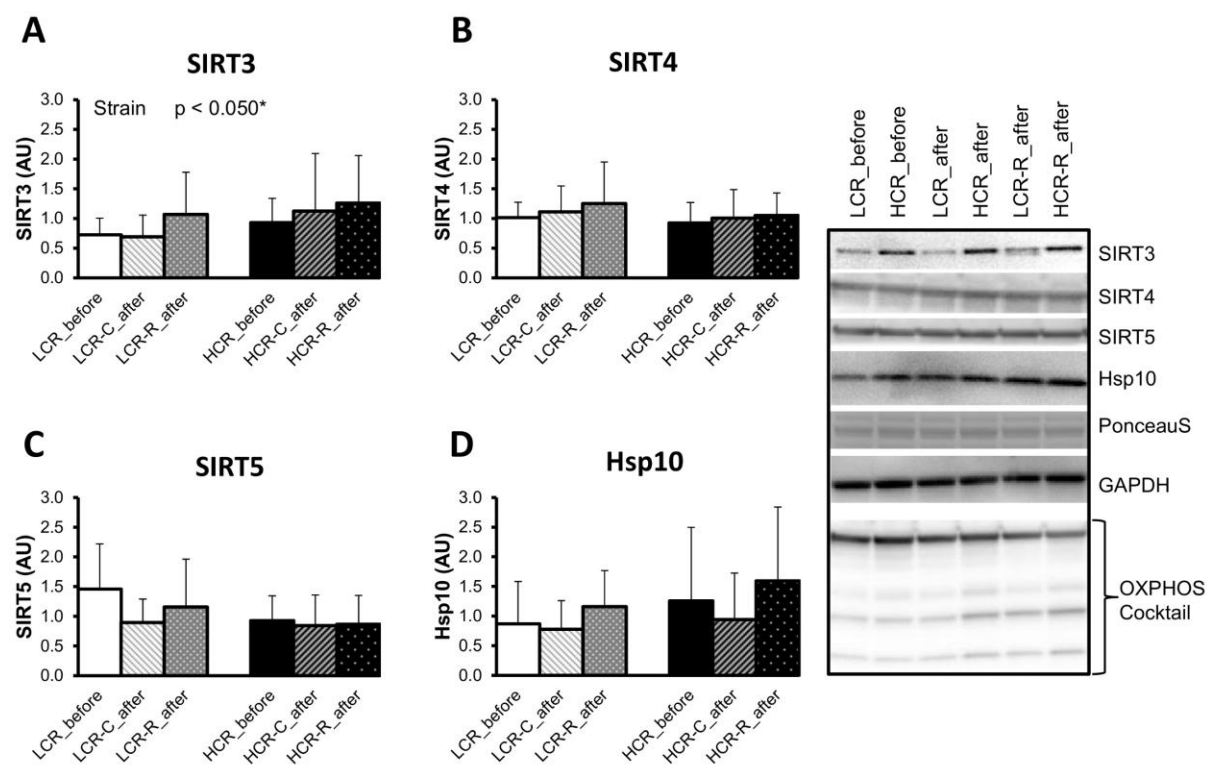 A
SIRT3
Strain p < 0.050*
SIRT3 (AU)
3.0
2.5
2.0
1.5
1.0
0.5
0.0
LCR_before
LCR-C_after
LCR-R_after
HCR_before
HCR-C_after
HCR-R_after
B
SIRT4
SIRT4 (AU)
3.0
2.5
2.0
1.5
1.0
0.5
0.0
LCR_before
LCR-C_after
LCR-R_after
HCR_before
HCR-C_after
HCR-R_after
C
SIRT5
SIRT5 (AU)
3.0
2.5
2.0
1.5
1.0
0.5
0.0
LCR_before
LCR-C_after
LCR-R_after
HCR_before
HCR-C_after
HCR-R_after
D
Hsp10
Hsp10 (AU)
3.0
2.5
2.0
1.5
1.0
0.5
0.0
LCR_before
LCR-C_after
LCR-R_after
HCR_before
HCR-C_after
HCR-R_after
LCR_before
HCR_before
LCR_after
HCR_after
LCR-R_after
HCR-R_after
SIRT3
SIRT4
SIRT5
Hsp10
PonceauS
GAPDH
OXPHOS
Cocktail